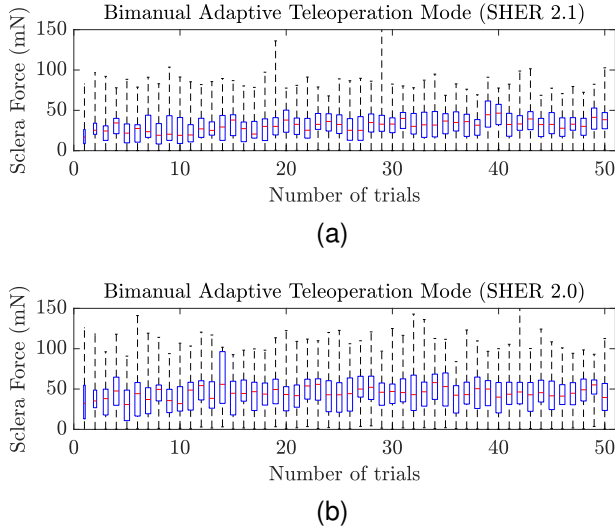 Bimanual Adaptive Teleoperation Mode (SHER 2.1)
Sclera Force (mN)
150
100
50
0
0 10 20 30 40 50
Number of trials
(a)
Bimanual Adaptive Teleoperation Mode (SHER 2.0)
Sclera Force (mN)
150
100
50
0
0 10 20 30 40 50
Number of trials
(b)